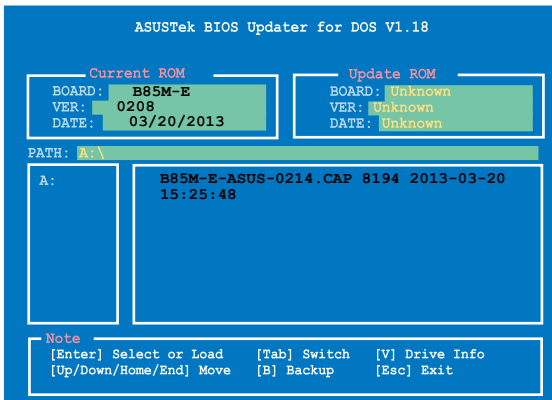 ASUSTek BIOS Updater for DOS V1.18
Current ROM
BOARD: B85M-E
VER: 0208
DATE: 03/20/2013
Update ROM
BOARD: Unknown
VER: Unknown
DATE: Unknown
PATH: A:\
A:
B85M-E-ASUS-0214.CAP 8194 2013-03-20
15:25:48
Note
[Enter] Select or Load [Tab] Switch [V] Drive Info
[Up/Down/Home/End] Move [B] Backup [Esc] Exit